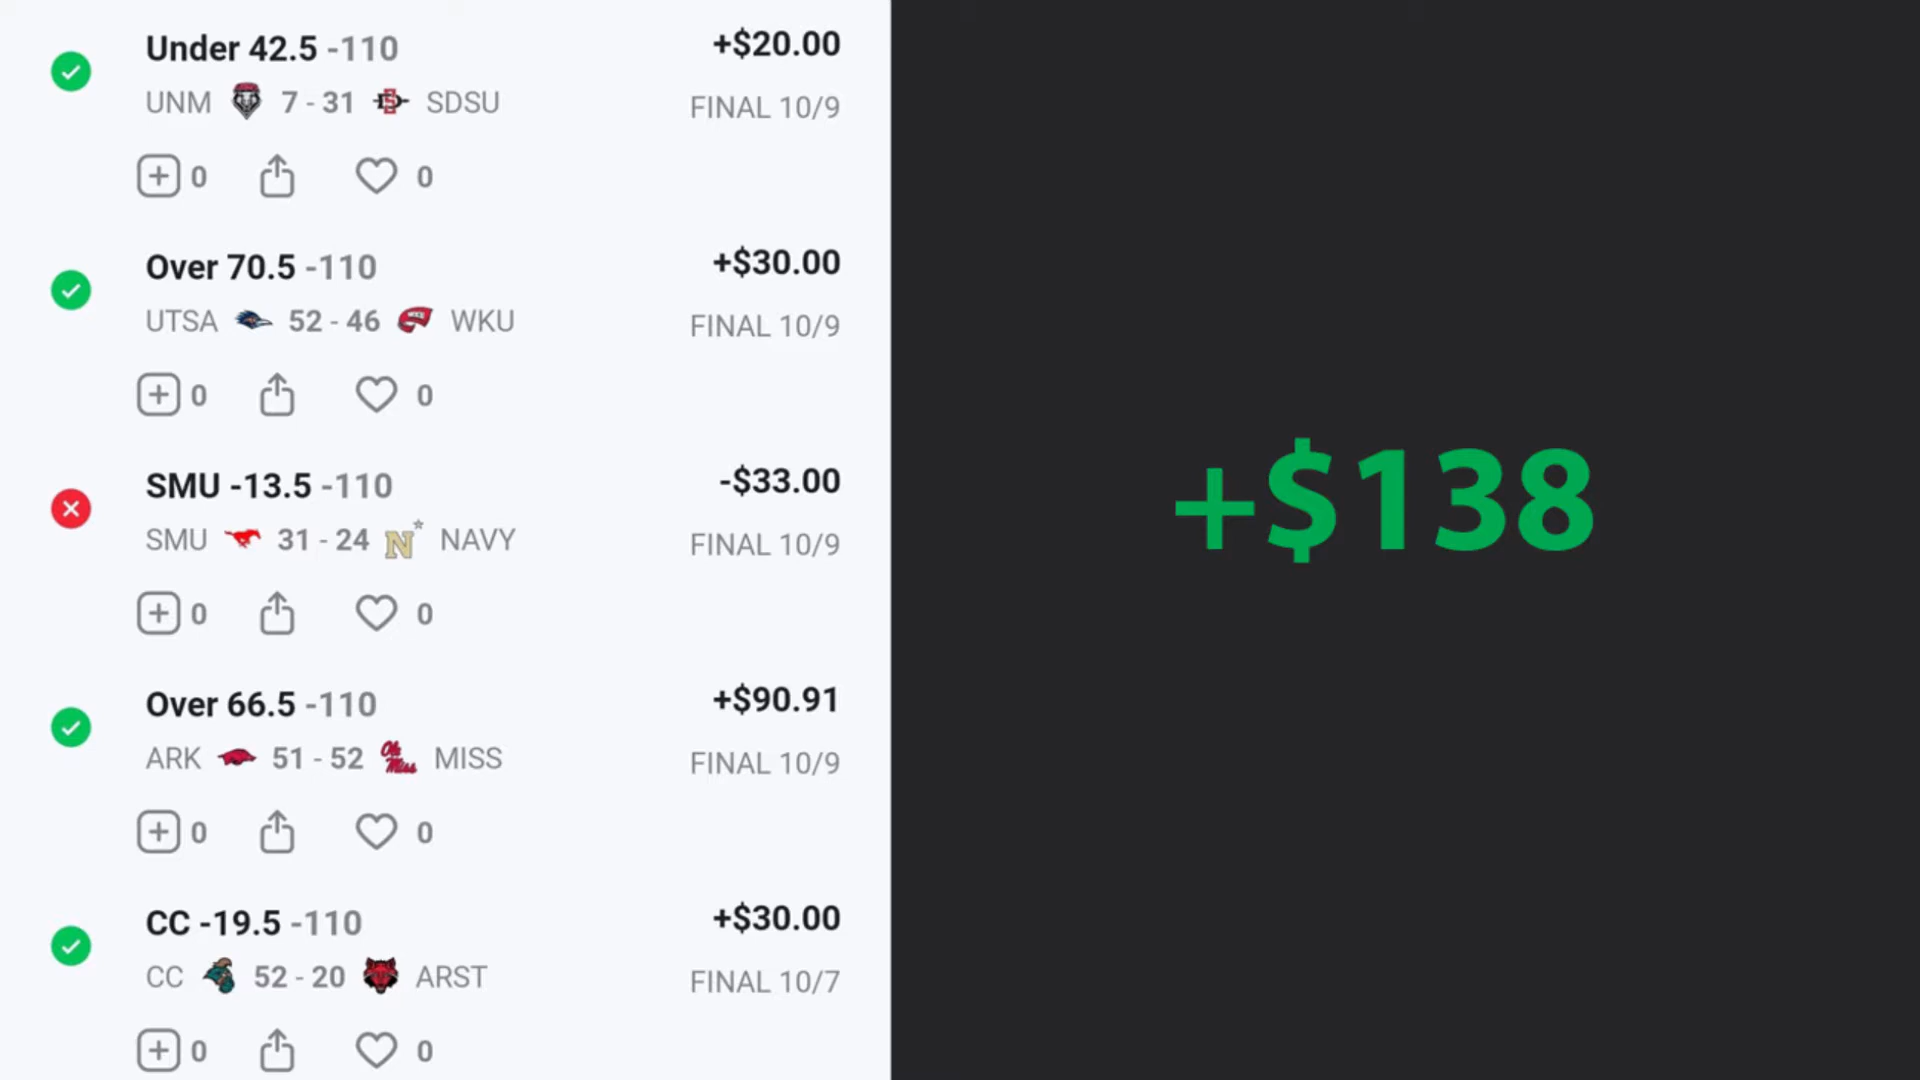 Under 42.5 -110 +$20.00
UNM 7 - 31 SDSU FINAL 10/9
0 0
Over 70.5 -110 +$30.00
UTSA 52 - 46 WKU FINAL 10/9
0 0
SMU -13.5 -110 -$33.00
SMU 31 - 24 N NAVY FINAL 10/9
0 0
Over 66.5 -110 +$90.91
ARK 51 - 52 Ole Miss MISS FINAL 10/9
0 0
CC -19.5 -110 +$30.00
CC 52 - 20 ARST FINAL 10/7
0 0
+$138